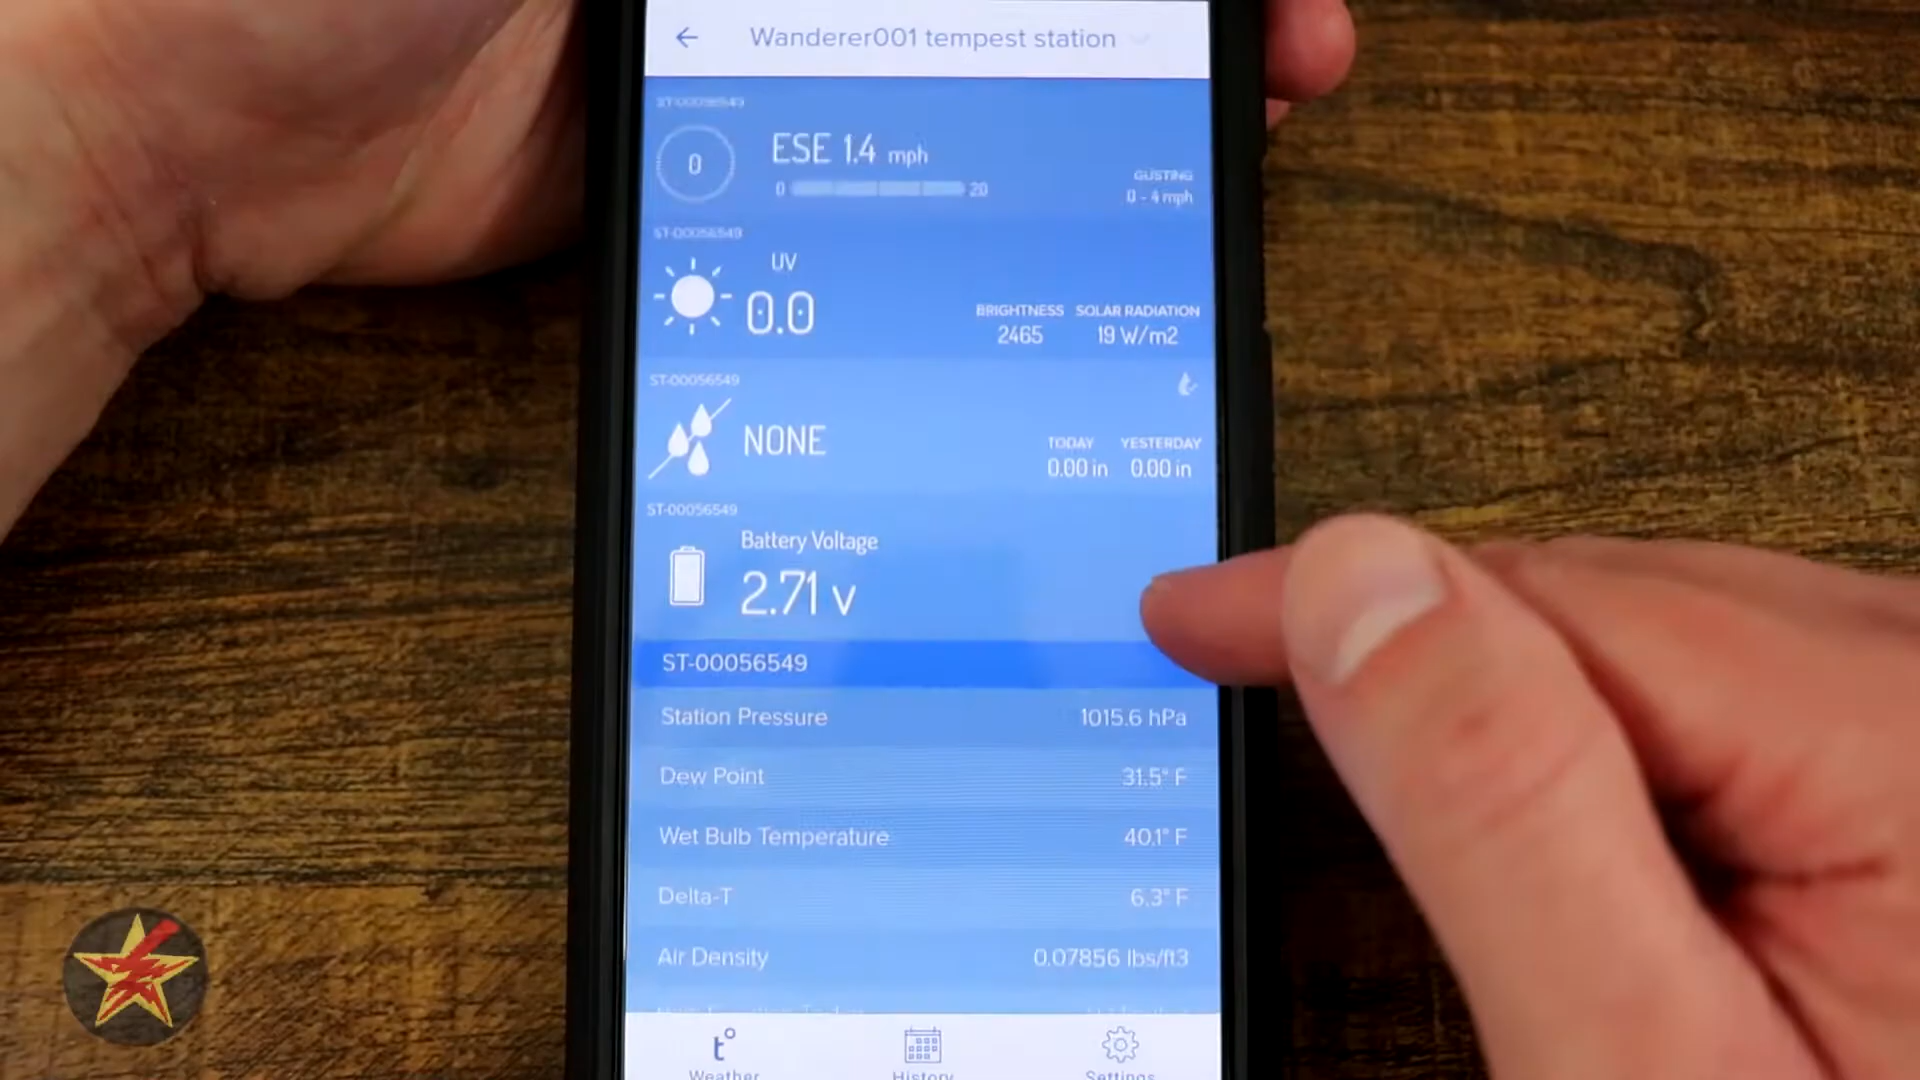 Wanderer001 tempest station
ST-00056549
0
ESE 1.4 mph
0 20
GUSTING
0 - 4 mph
ST-00056549
UV
0.0
BRIGHTNESS SOLAR RADIATION
2465 19 W/m2
ST-00056549
NONE
TODAY YESTERDAY
0.00 in 0.00 in
ST-00056549
Battery Voltage
2.71 v
ST-00056549
Station Pressure 1015.6 hPa
Dew Point 31.5° F
Wet Bulb Temperature 40.1° F
Delta-T 6.3° F
Air Density 0.07856 lbs/ft3
Weather History Settings